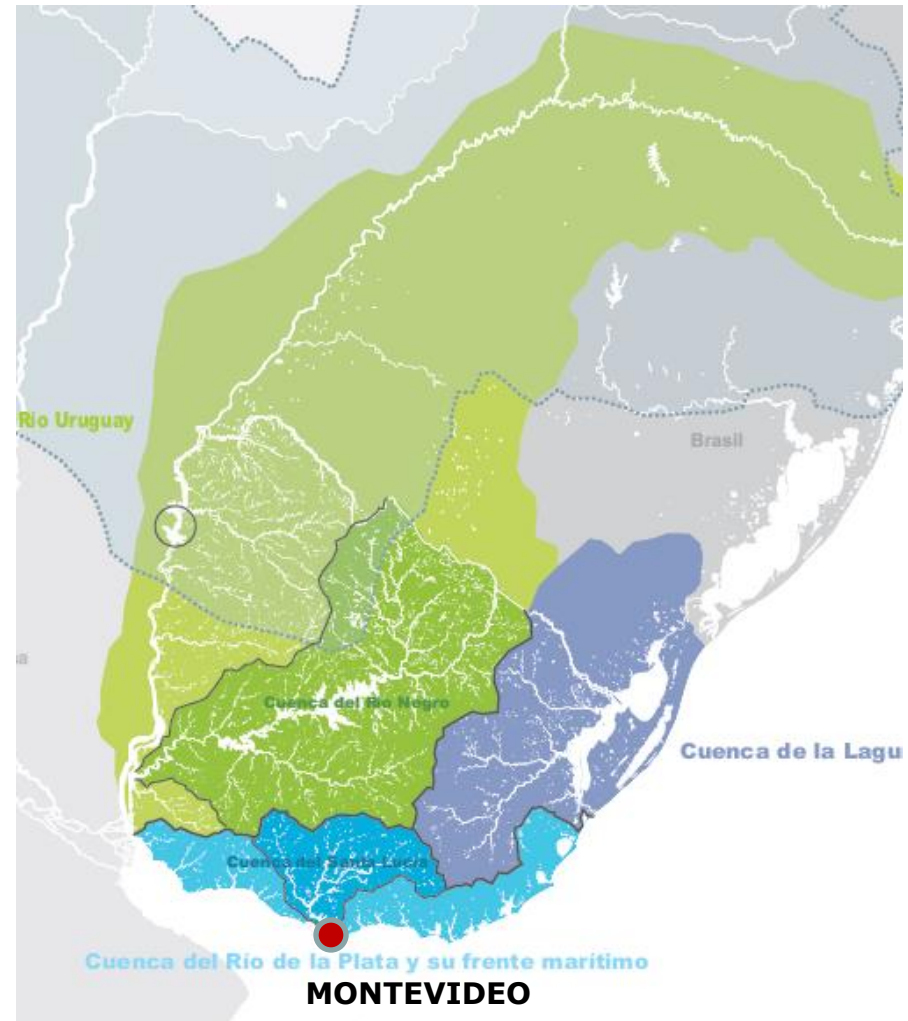 Río Uruguay
Brasil
Cuenca del Río Negro
Cuenca de la Lagu
Cuenca del Santa Lucía
Cuenca del Río de la Plata y su frente marítimo
MONTEVIDEO